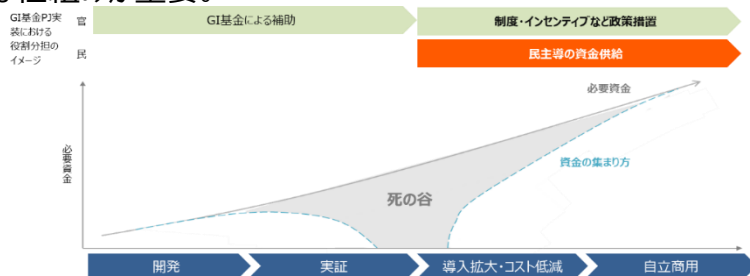 GI基金PJ実
装における
役割分担の
イメージ
官
GI基金による補助
制度・インセンティブなど政策措置
民
民主導の資金供給
必要資金
必要資金
資金の集まり方
死の谷
開発
実証
導入拡大・コスト低減
自立商用